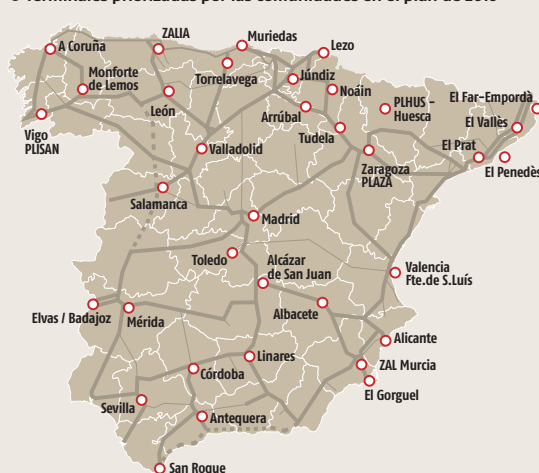 Terminales priorizadas por las comunidades en el plan de 2010
A Coruña
ZALIA
Muriedas
Lezo
Monforte
de Lemos
Torrelavega
Júndiz
Noáin
PLHUS –
Huesca
El Far-Empordà
León
Arrúbal
El Vallès
Vigo
PLISAN
Tudela
El Prat
Valladolid
Zaragoza
PLAZA
El Penedès
Salamanca
Madrid
Toledo
Alcázar
de San Juan
Valencia
Fte.de S.Luís
Elvas / Badajoz
Mérida
Albacete
Alicante
Linares
ZAL Murcia
Córdoba
El Gorguel
Sevilla
Antequera
San Roque